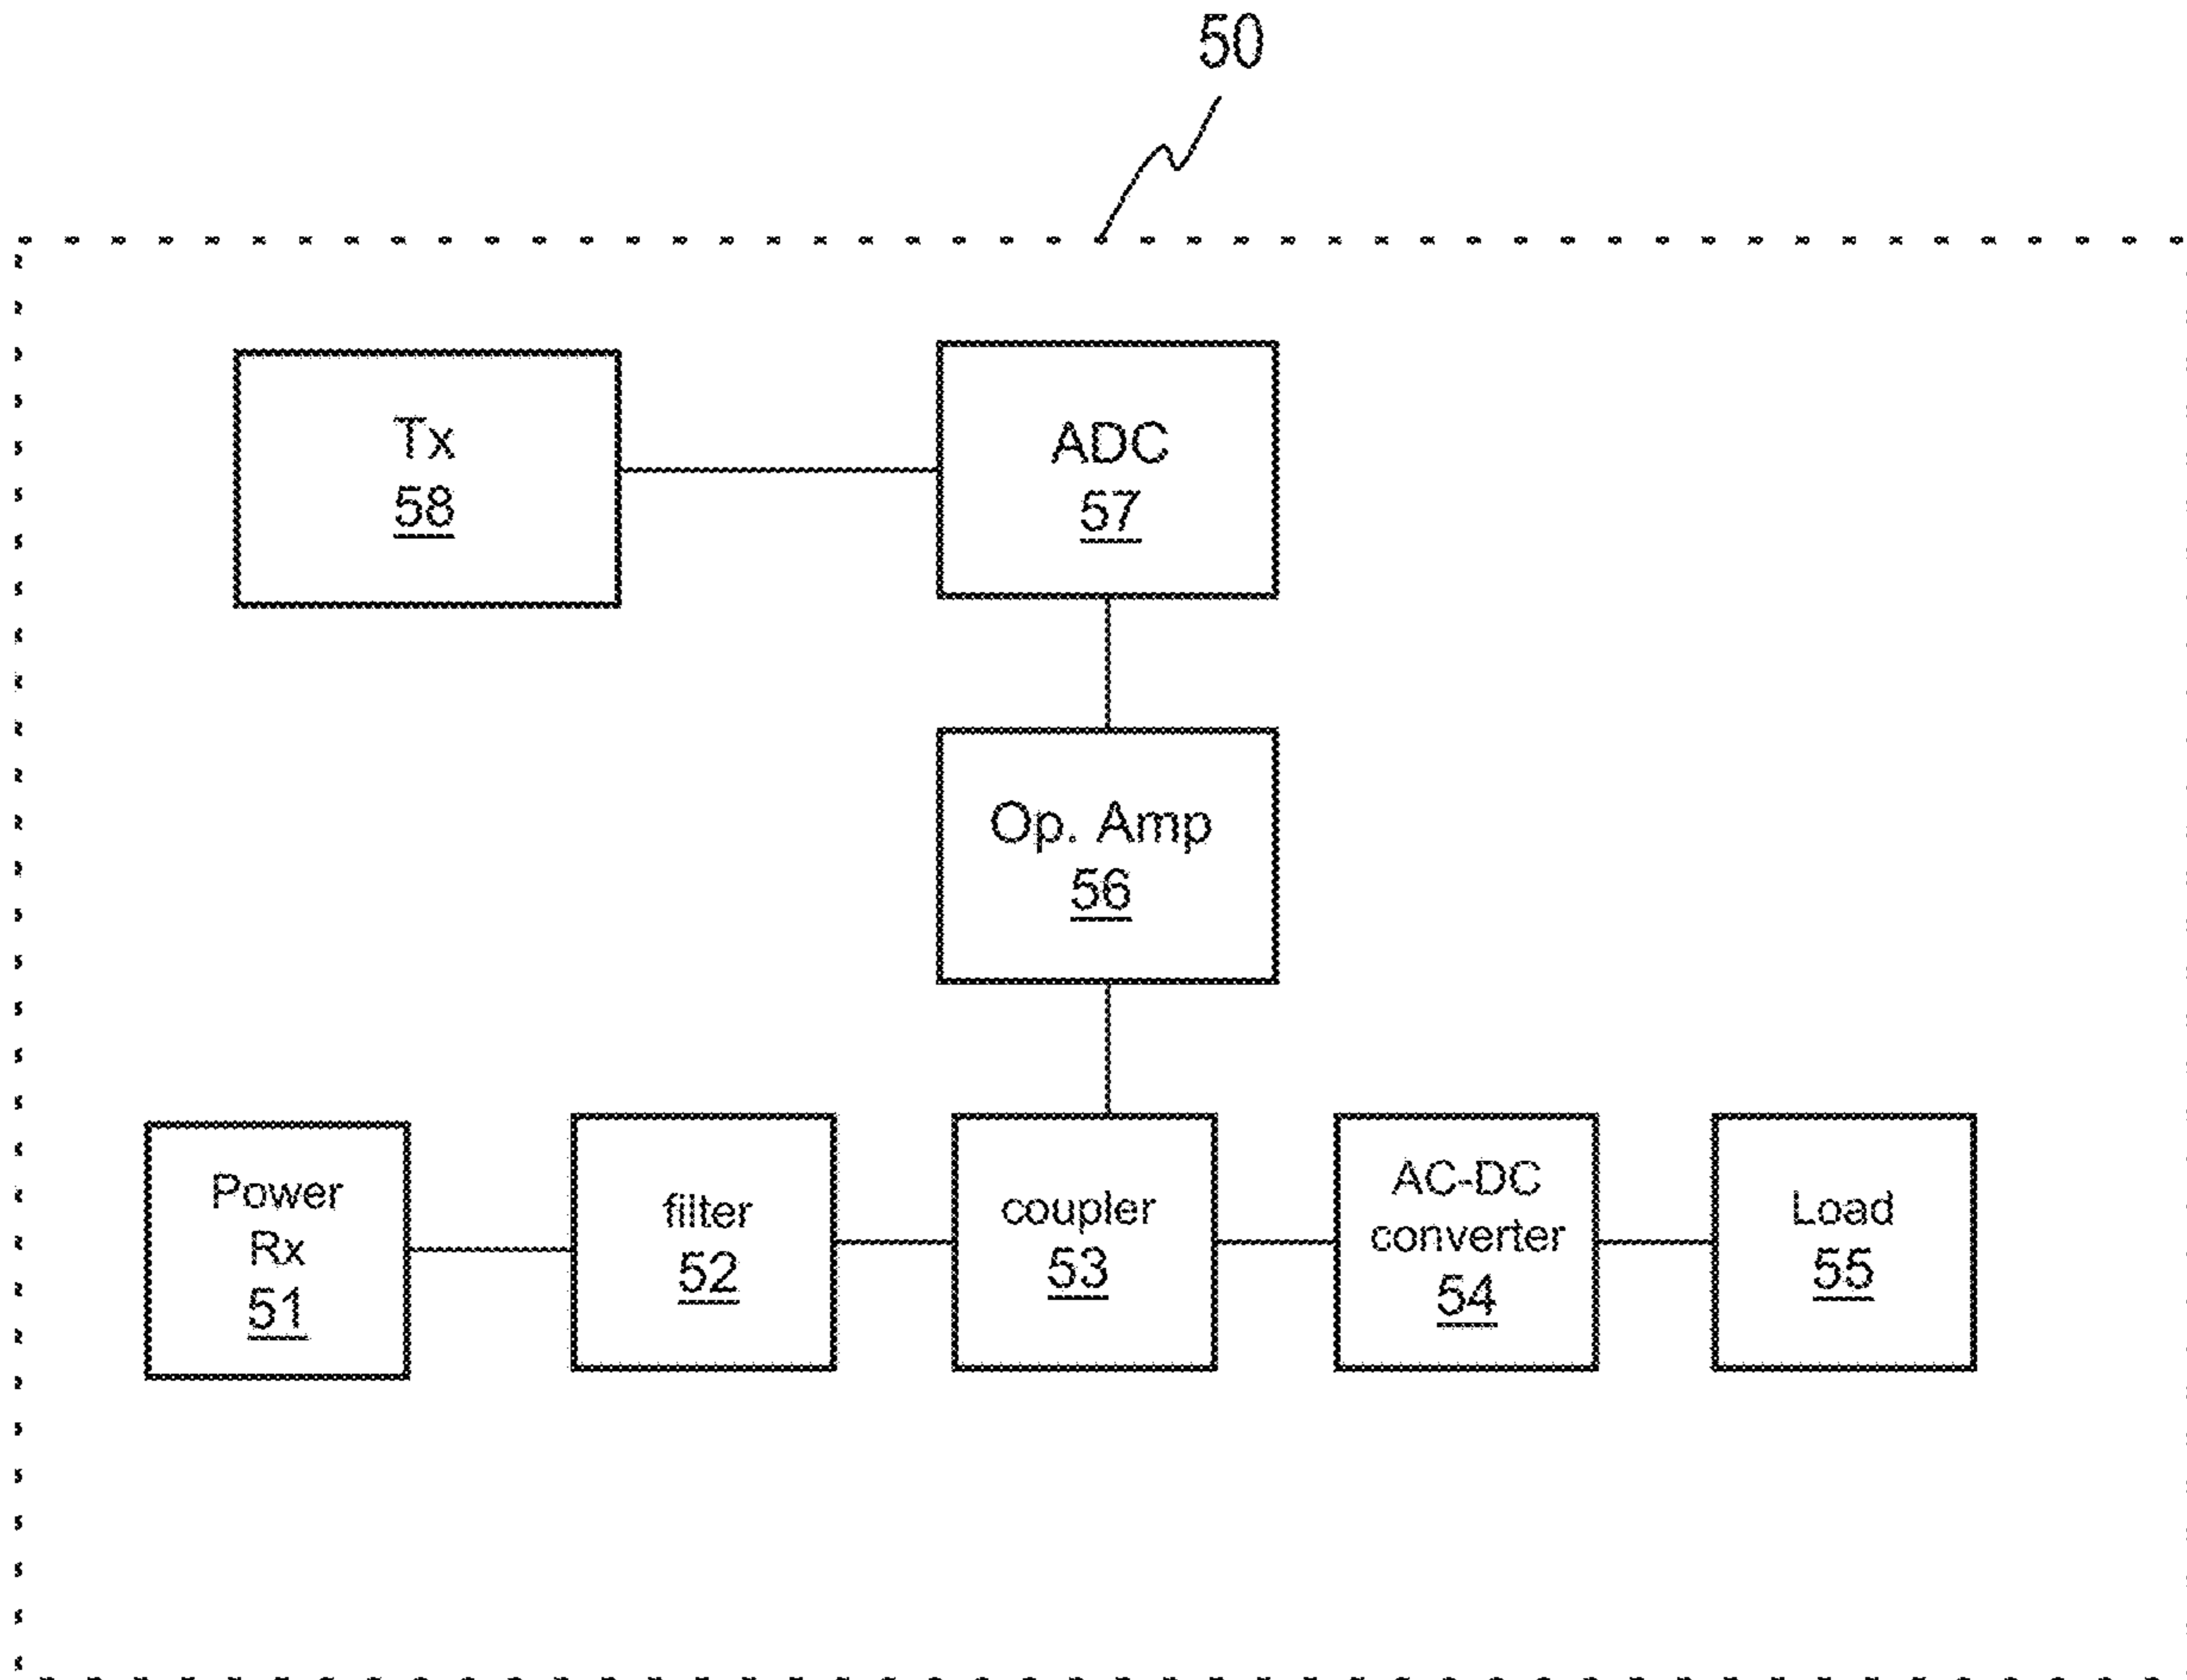 50
Tx
58
ADC
57
Op. Amp
56
Power
Rx
51
filter
52
coupler
53
AC-DC
converter
54
Load
55